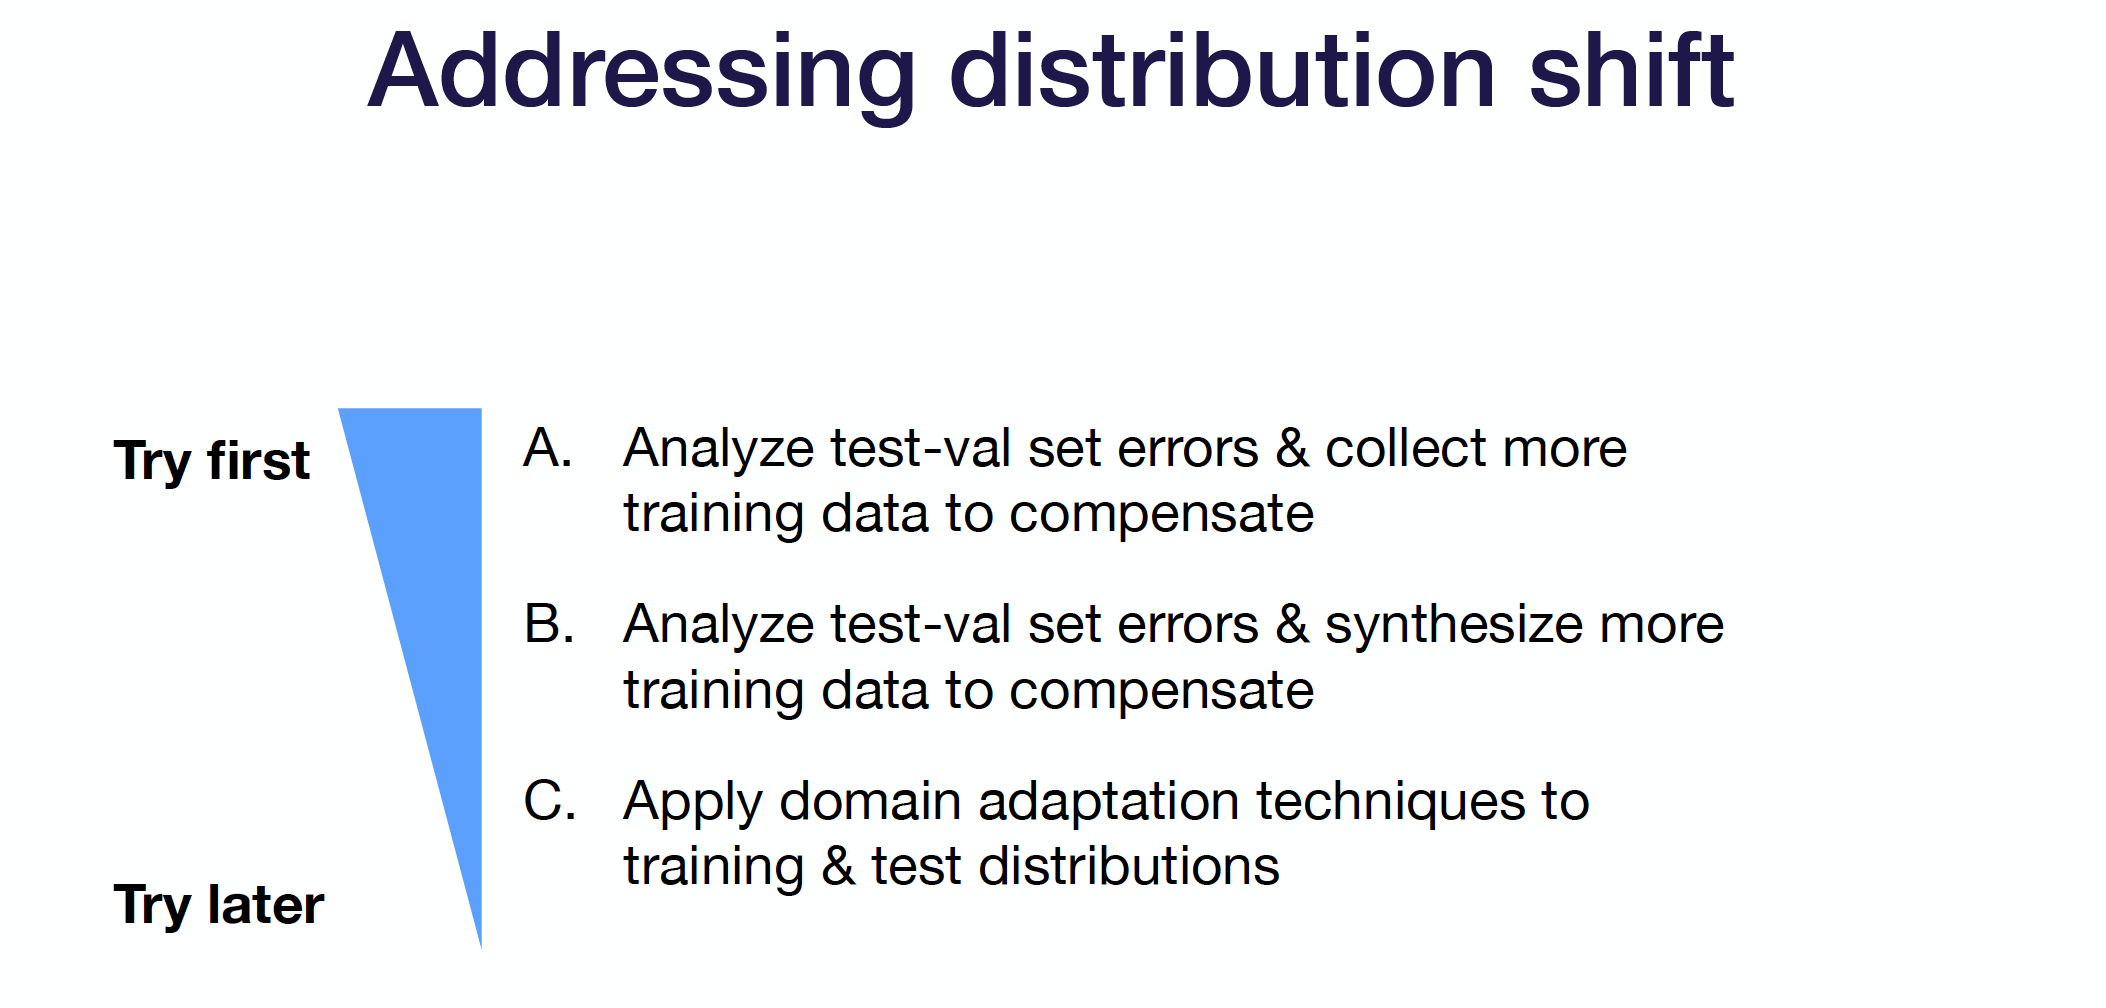 Addressing distribution shift
Try first
A. Analyze test-val set errors & collect more
training data to compensate
B. Analyze test-val set errors & synthesize more
training data to compensate
C. Apply domain adaptation techniques to
training & test distributions
Try later